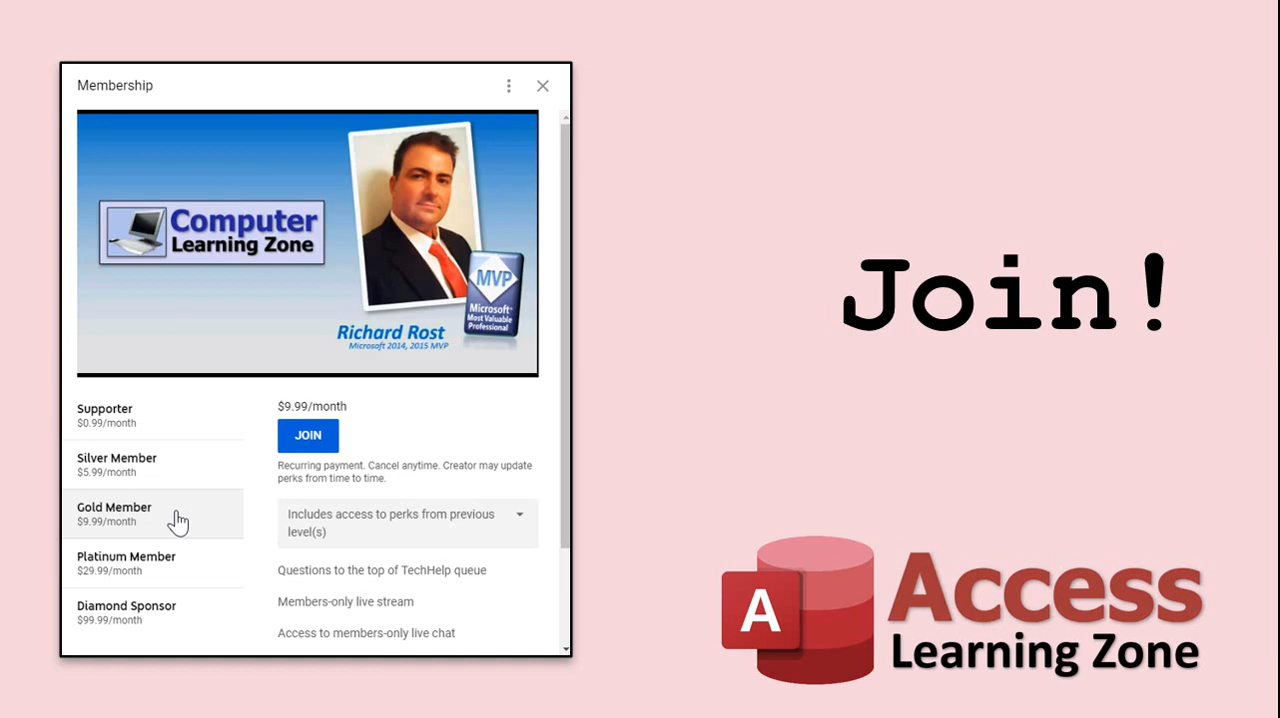 Membership
Computer
Learning Zone
MVP
Microsoft®
Most Valuable
Professional
Richard Rost
Microsoft 2014, 2015 MVP
Supporter
$0.99/month
Silver Member
$5.99/month
Gold Member
$9.99/month
Platinum Member
$29.99/month
Diamond Sponsor
$99.99/month
$9.99/month
JOIN
Recurring payment. Cancel anytime. Creator may update
perks from time to time.
Includes access to perks from previous
level(s)
Questions to the top of TechHelp queue
Members-only live stream
Access to members-only live chat
Join!
A
Access
Learning Zone